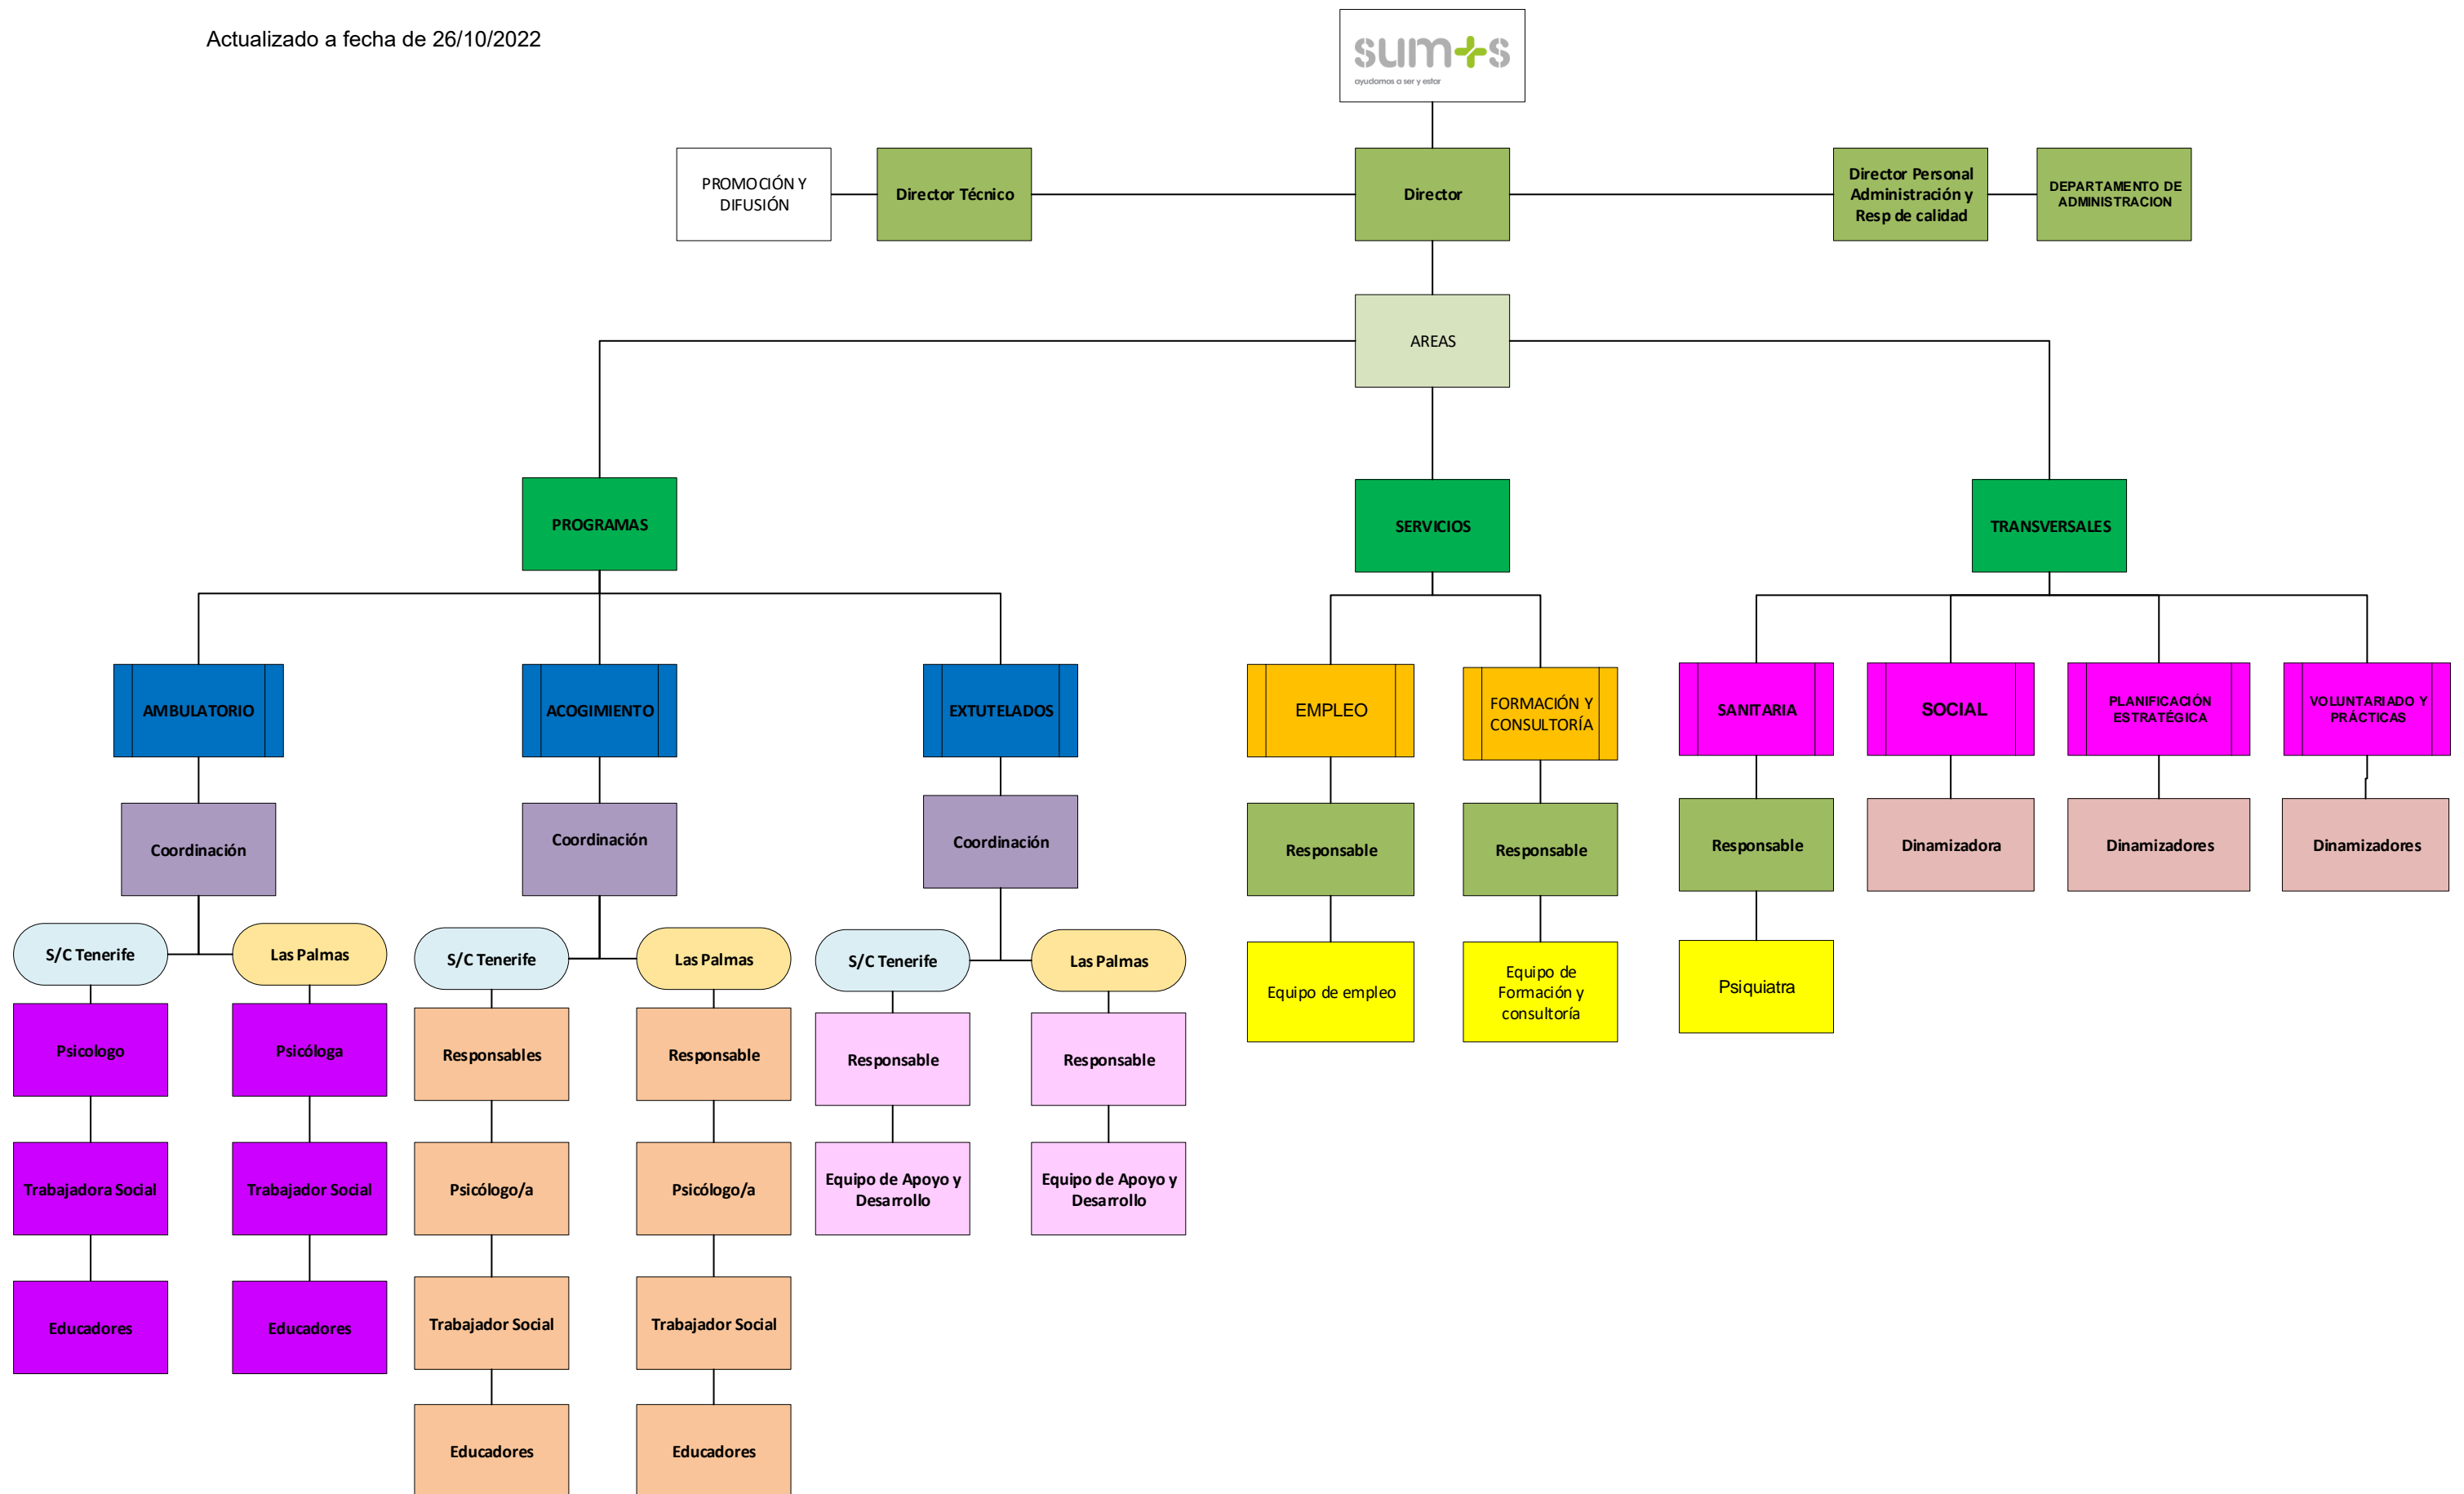 Actualizado a fecha de 26/10/2022
sum+s
ayudamos a ser y estar
PROMOCIÓN Y
DIFUSIÓN
Director Técnico
Director
Director Personal
Administración y
Resp de calidad
DEPARTAMENTO DE
ADMINISTRACION
AREAS
PROGRAMAS
SERVICIOS
TRANSVERSALES
AMBULATORIO
ACOGIMIENTO
EXTUTELADOS
EMPLEO
FORMACIÓN Y
CONSULTORÍA
SANITARIA
SOCIAL
PLANIFICACIÓN
ESTRATÉGICA
VOLUNTARIADO Y
PRÁCTICAS
Coordinación
Coordinación
Coordinación
Responsable
Responsable
Responsable
Dinamizadora
Dinamizadores
Dinamizadores
S/C Tenerife
Las Palmas
S/C Tenerife
Las Palmas
S/C Tenerife
Las Palmas
Equipo de empleo
Equipo de
Formación y
consultoría
Psiquiatra
Psicologo
Psicóloga
Responsables
Responsable
Responsable
Responsable
Trabajadora Social
Trabajador Social
Psicólogo/a
Psicólogo/a
Equipo de Apoyo y
Desarrollo
Equipo de Apoyo y
Desarrollo
Educadores
Educadores
Trabajador Social
Trabajador Social
Educadores
Educadores